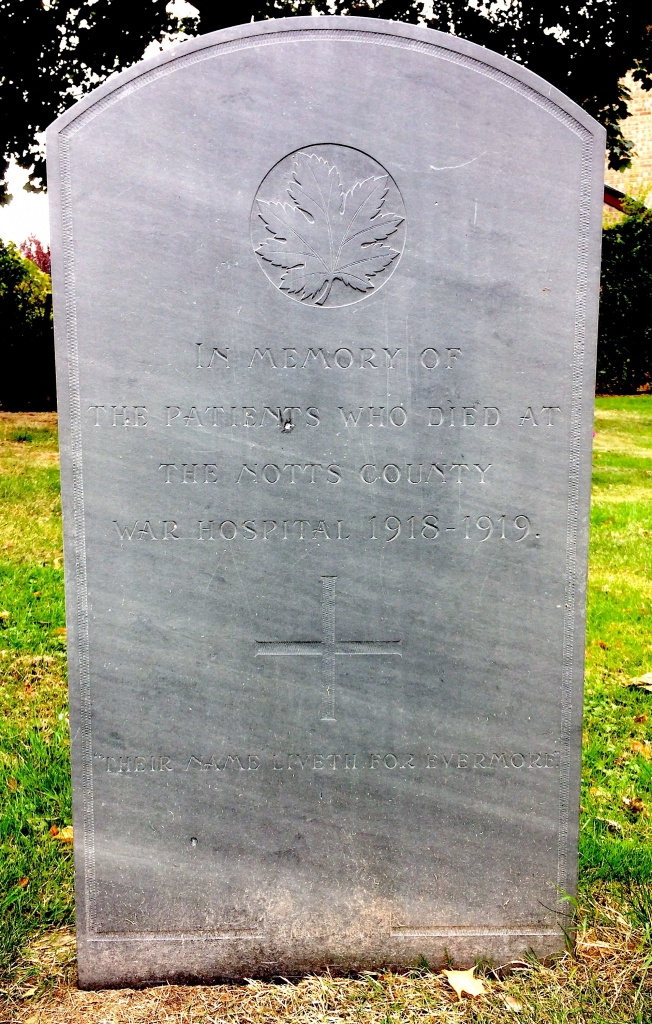 IN MEMORY OF
THE PATIENTS WHO DIED AT
THE NOTTS COUNTY
WAR HOSPITAL 1918-1919.
"THEIR NAME LIVETH FOR EVERMORE"